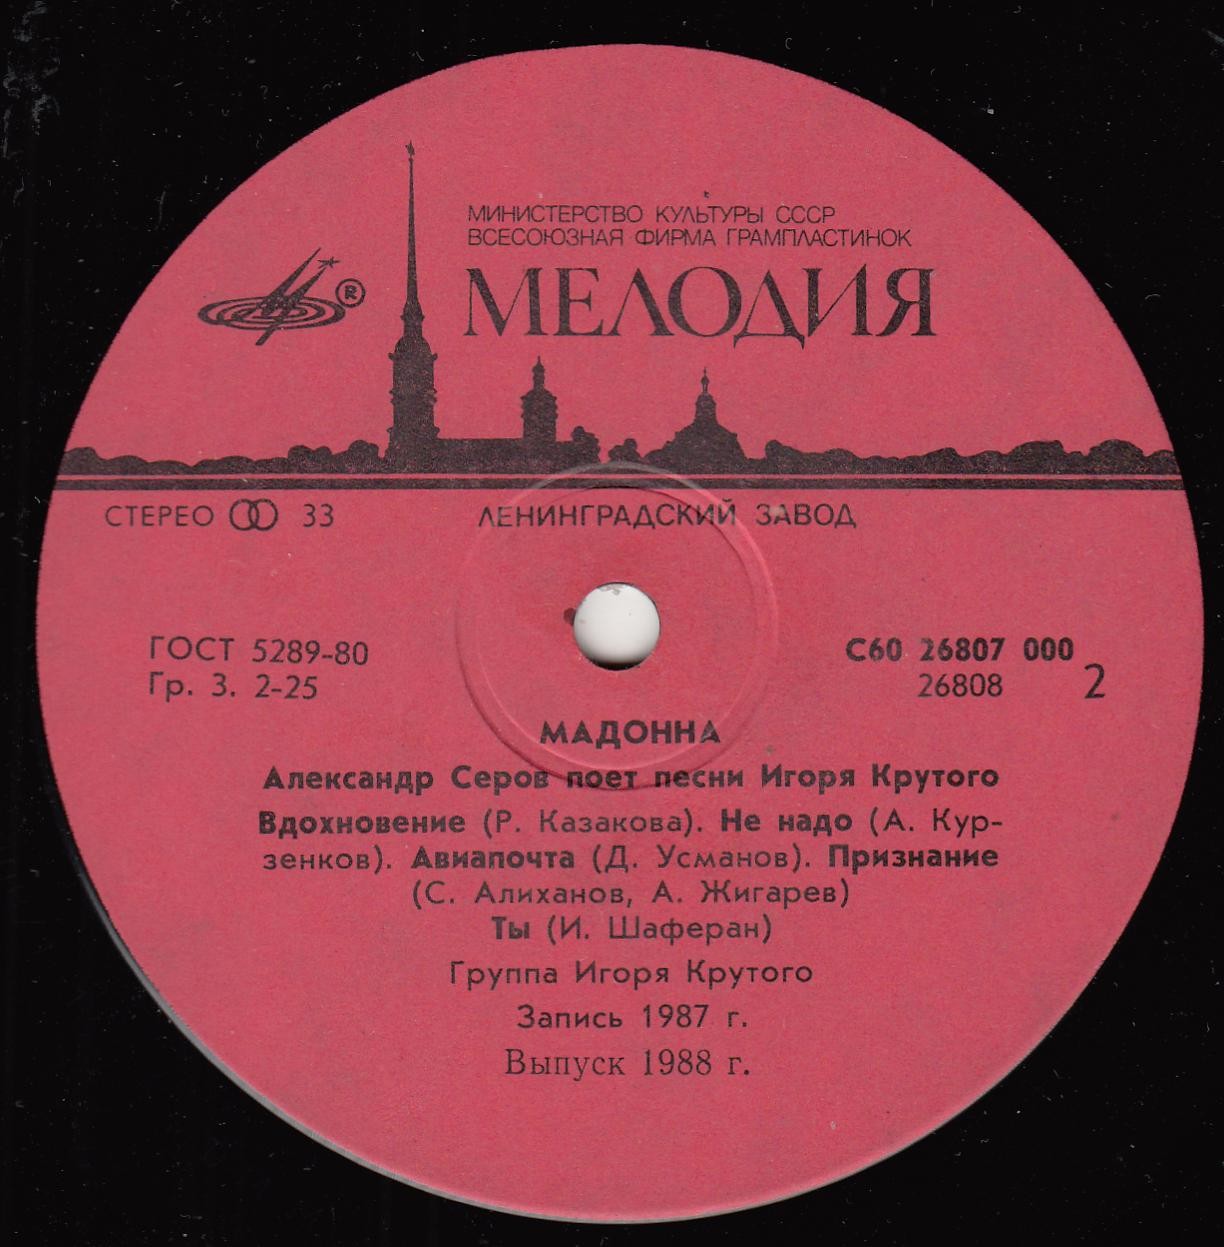 МИНИСТЕРСТВО КУЛЬТУРЫ СССР
ВСЕСОЮЗНАЯ ФИРМА ГРАМПЛАСТИНОК
МЕЛОДИЯ
®
СТЕРЕО 33 ЛЕНИНГРАДСКИЙ ЗАВОД
ГОСТ 5289-80 С60 26807 000
Гр. 3. 2-25 26808 2
МАДОННА
Александр Серов поет песни Игоря Крутого
Вдохновение (Р. Казакова). Не надо (А. Кур-
зенков). Авиапочта (Д. Усманов). Признание
(С. Алиханов, А. Жигарев)
Ты (И. Шаферан)
Группа Игоря Крутого
Запись 1987 г.
Выпуск 1988 г.